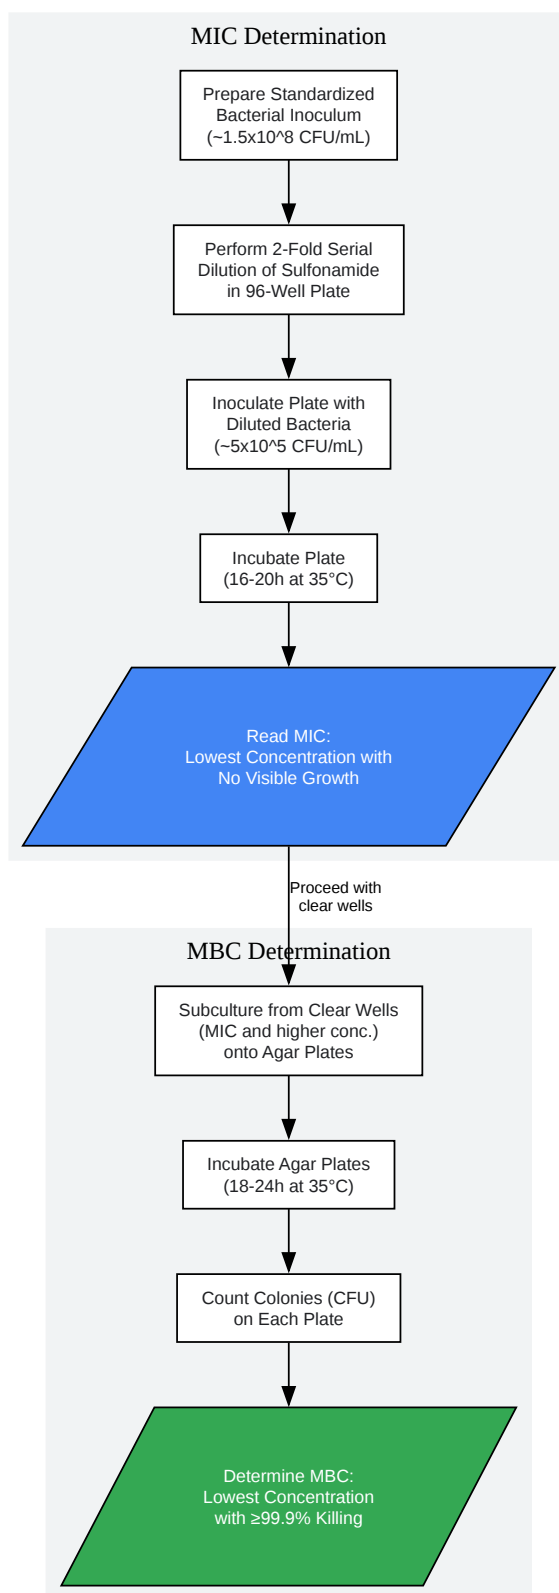 MIC Determination
Prepare Standardized
Bacterial Inoculum
(~1.5x10^8 CFU/mL)
Perform 2-Fold Serial
Dilution of Sulfonamide
in 96-Well Plate
Inoculate Plate with
Diluted Bacteria
(~5x10^5 CFU/mL)
Incubate Plate
(16-20h at 35°C)
Read MIC:
Lowest Concentration with
No Visible Growth
Proceed with
clear wells
MBC Determination
Subculture from Clear Wells
(MIC and higher conc.)
onto Agar Plates
Incubate Agar Plates
(18-24h at 35°C)
Count Colonies (CFU)
on Each Plate
Determine MBC:
Lowest Concentration
with ≥99.9% Killing